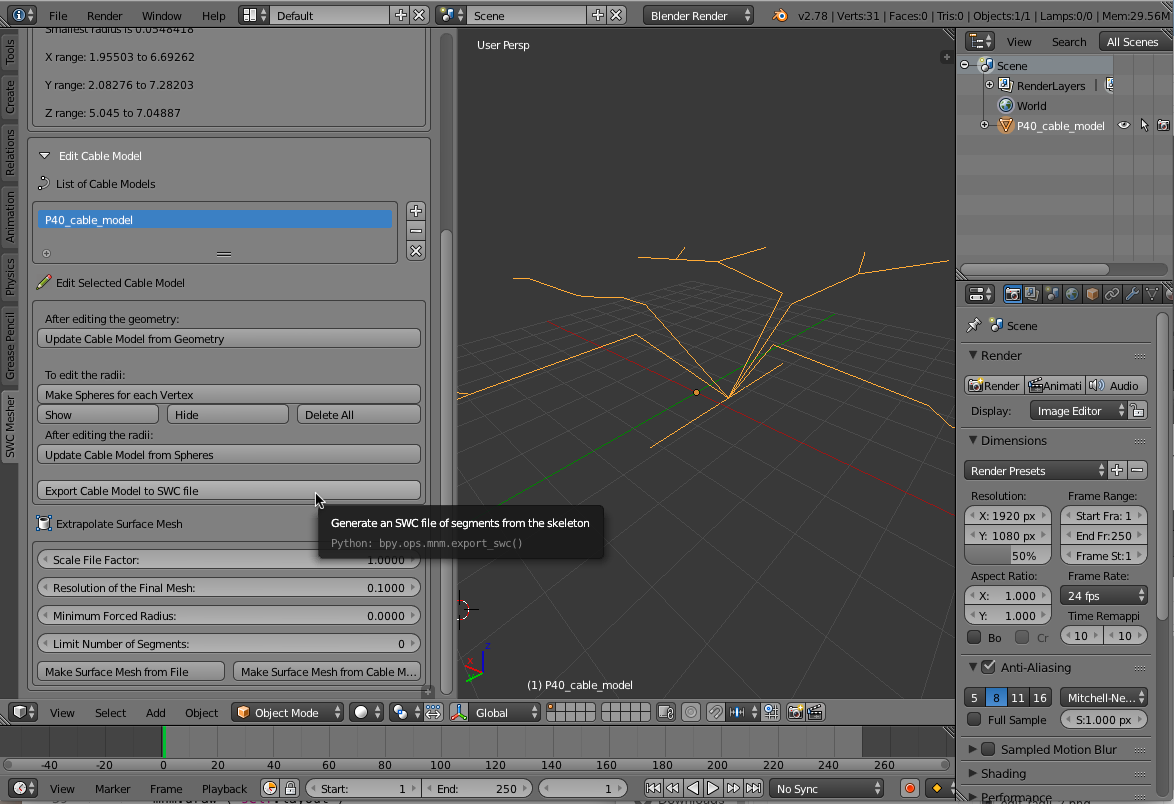 File Render Window Help Default Scene Blender Render v2.78 | Verts:31 | Faces:0 | Tris:0 | Objects:1/1 | Lamps:0/0 | Mem:29.56M
Tools
Create
Relations
Animation
Physics
Grease Pencil
SWC Mesher
Smallest radius is 0.0548418
X range: 1.95503 to 6.69262
Y range: 2.08276 to 7.28203
Z range: 5.045 to 7.04887
Edit Cable Model
List of Cable Models
P40_cable_model
Edit Selected Cable Model
After editing the geometry:
Update Cable Model from Geometry
To edit the radii:
Make Spheres for each Vertex
Show Hide Delete All
After editing the radii:
Update Cable Model from Spheres
Export Cable Model to SWC file
Extrapolate Surface Mesh
Scale File Factor: 1.0000
Resolution of the Final Mesh: 0.1000
Minimum Forced Radius: 0.0000
Limit Number of Segments: 0
Make Surface Mesh from File Make Surface Mesh from Cable M...
User Persp
Generate an SWC file of segments from the skeleton
Python: bpy.ops.mnm.export_swc()
z
x
(1) P40_cable_model
View Select Add Object Object Mode Global
-40 -20 0 20 40 60 80 100 120 140 160 180 200 220 240 260
View Marker Frame Playback Start: 1 End: 250 1 No Sync
View Search All Scenes
Scene
RenderLayers |
World
P40_cable_model
Scene
Render
Render Animati Audio
Display: Image Editor
Dimensions
Render Presets
Resolution: Frame Range:
X: 1920 px Start Fra: 1
Y: 1080 px End Fr:250
50% Frame St:1
Aspect Ratio: Frame Rate:
X: 1.000 24 fps
Y: 1.000 Time Remappi
Bo Cr 10 10
Anti-Aliasing
5 8 11 16 Mitchell-Ne...
Full Sample S:1.000 px
Sampled Motion Blur
Shading
Performance